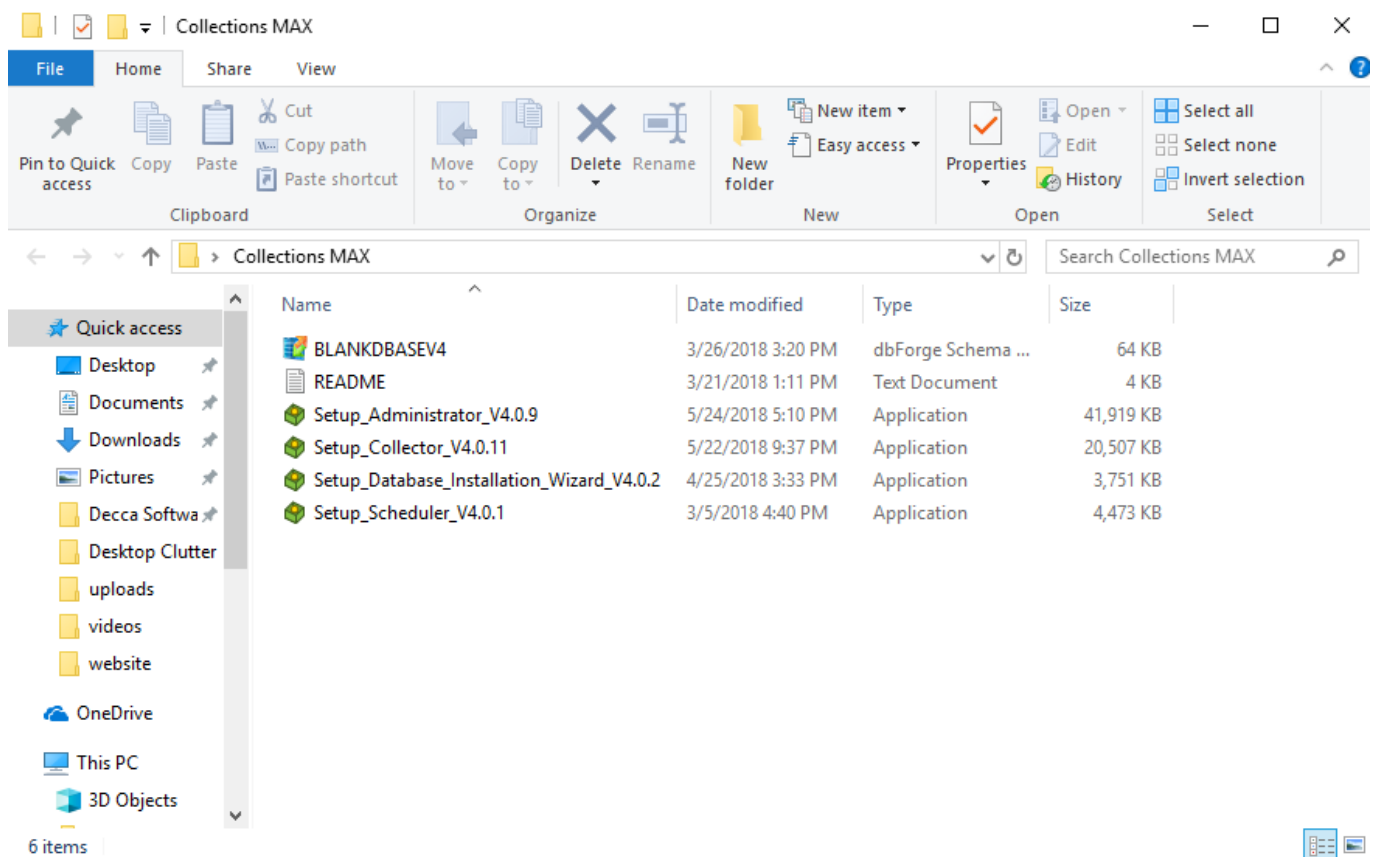 Collections MAX
File Home Share View
Pin to Quick access
Copy
Paste
Cut
Copy path
Paste shortcut
Clipboard
Move to
Copy to
Delete
Rename
Organize
New folder
New item
Easy access
New
Properties
Open
Edit
History
Open
Select all
Select none
Invert selection
Select
Collections MAX
Search Collections MAX
Quick access
Desktop
Documents
Downloads
Pictures
Decca Softwa
Desktop Clutter
uploads
videos
website
OneDrive
This PC
3D Objects
Name Date modified Type Size
BLANKDBASEV4 3/26/2018 3:20 PM dbForge Schema ... 64 KB
README 3/21/2018 1:11 PM Text Document 4 KB
Setup_Administrator_V4.0.9 5/24/2018 5:10 PM Application 41,919 KB
Setup_Collector_V4.0.11 5/22/2018 9:37 PM Application 20,507 KB
Setup_Database_Installation_Wizard_V4.0.2 4/25/2018 3:33 PM Application 3,751 KB
Setup_Scheduler_V4.0.1 3/5/2018 4:40 PM Application 4,473 KB
6 items